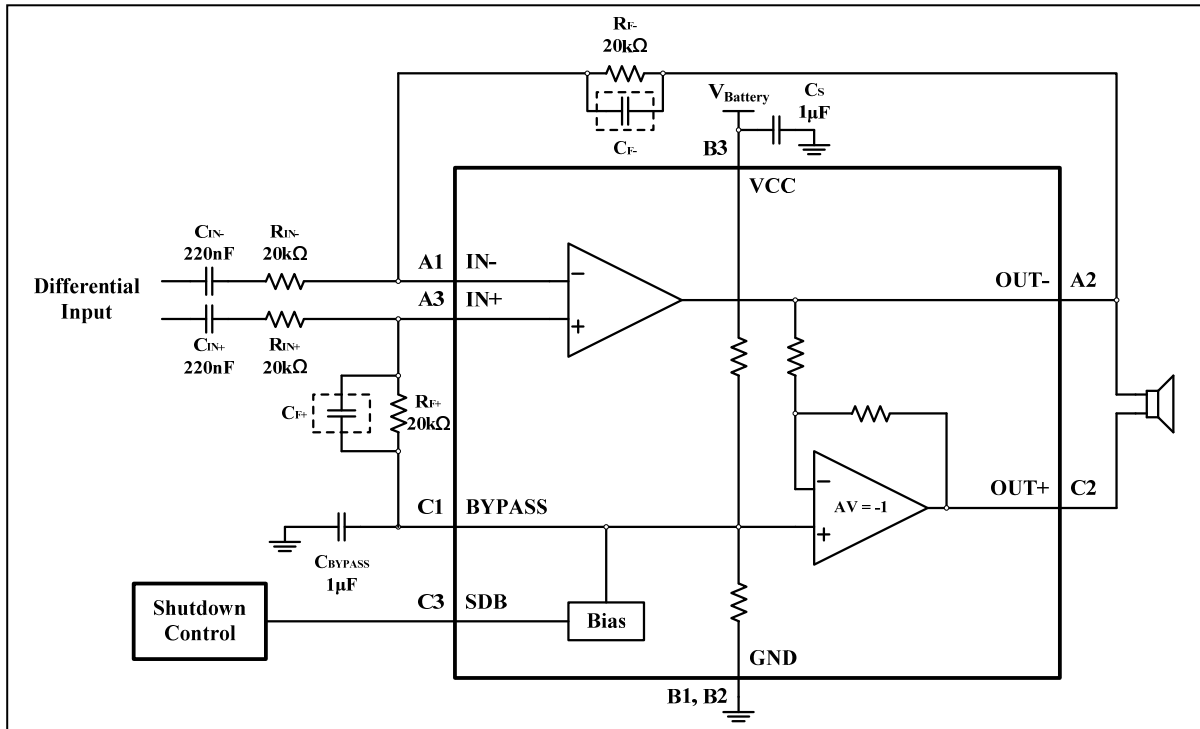 RF-
20kΩ
CF-
VBattery
CS
1μF
B3
VCC
CIN-
220nF
RIN-
20kΩ
A1
IN-
Differential
Input
A3
IN+
CIN+
220nF
RIN+
20kΩ
−
+
OUT-
A2
CF+
RF+
20kΩ
C1
BYPASS
CBYPASS
1μF
−
AV = -1
+
OUT+
C2
Shutdown
Control
C3
SDB
Bias
GND
B1, B2